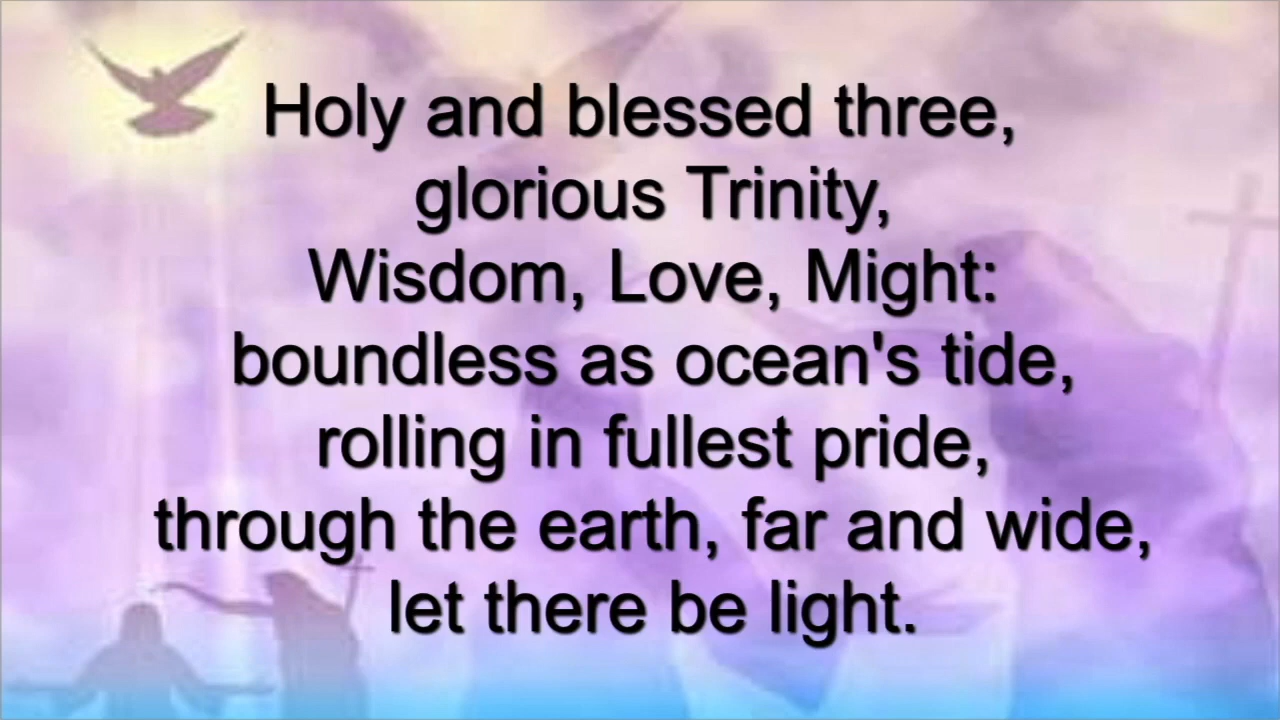 Holy and blessed three,
glorious Trinity,
Wisdom, Love, Might:
boundless as ocean's tide,
rolling in fullest pride,
through the earth, far and wide,
let there be light.